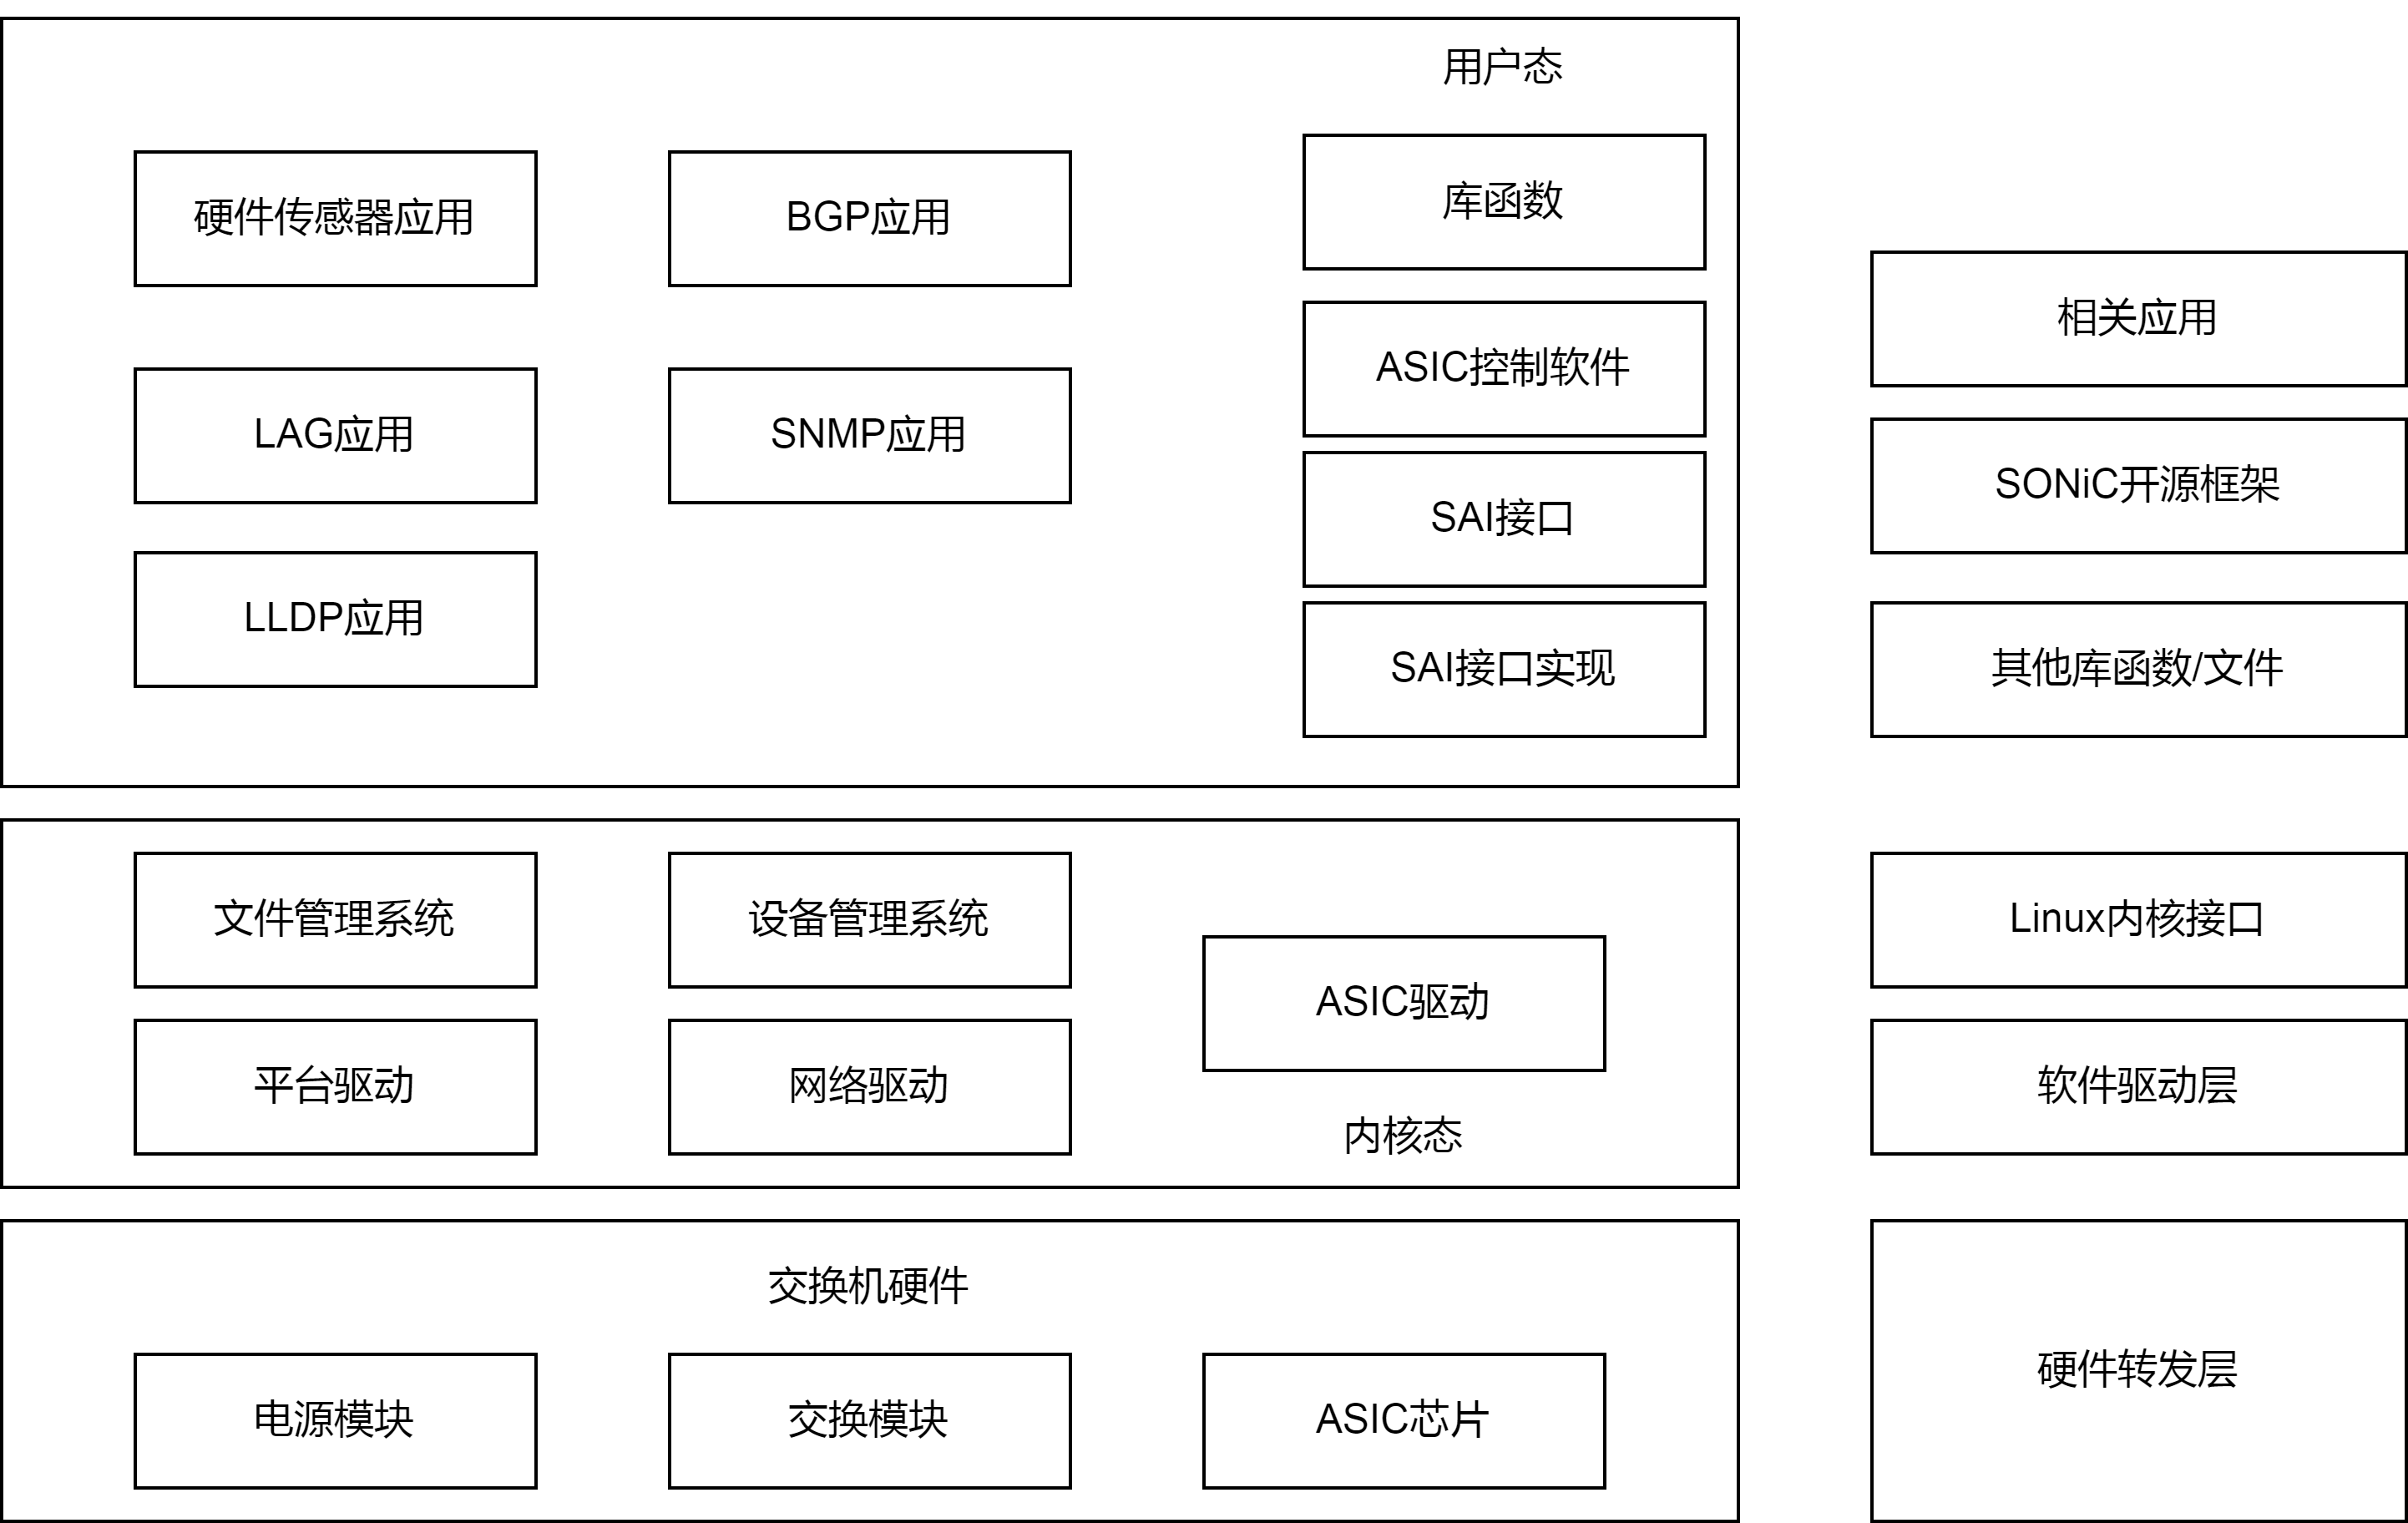 用户态
硬件传感器应用
BGP应用
库函数
LAG应用
SNMP应用
ASIC控制软件
SAI接口
LLDP应用
SAI接口实现
相关应用
SONiC开源框架
其他库函数/文件
文件管理系统
设备管理系统
ASIC驱动
平台驱动
网络驱动
内核态
Linux内核接口
软件驱动层
交换机硬件
电源模块
交换模块
ASIC芯片
硬件转发层